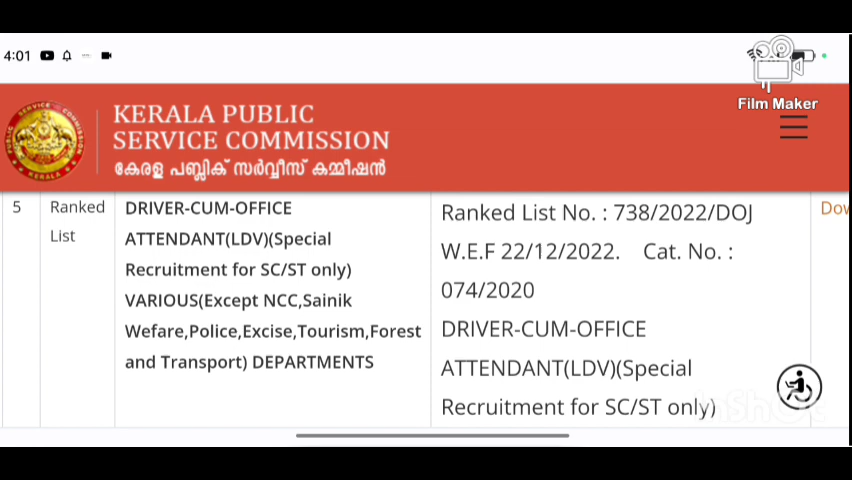 4:01
Film Maker
KERALA PUBLIC
SERVICE COMMISSION
കേരള പബ്ലിക് സർവ്വീസ് കമ്മീഷൻ
5
Ranked
List
DRIVER-CUM-OFFICE
ATTENDANT(LDV)(Special
Recruitment for SC/ST only)
VARIOUS(Except NCC,Sainik
Wefare,Police,Excise,Tourism,Forest
and Transport) DEPARTMENTS
Ranked List No. : 738/2022/DOJ
W.E.F 22/12/2022. Cat. No. :
074/2020
DRIVER-CUM-OFFICE
ATTENDANT(LDV)(Special
Recruitment for SC/ST only)
Dow